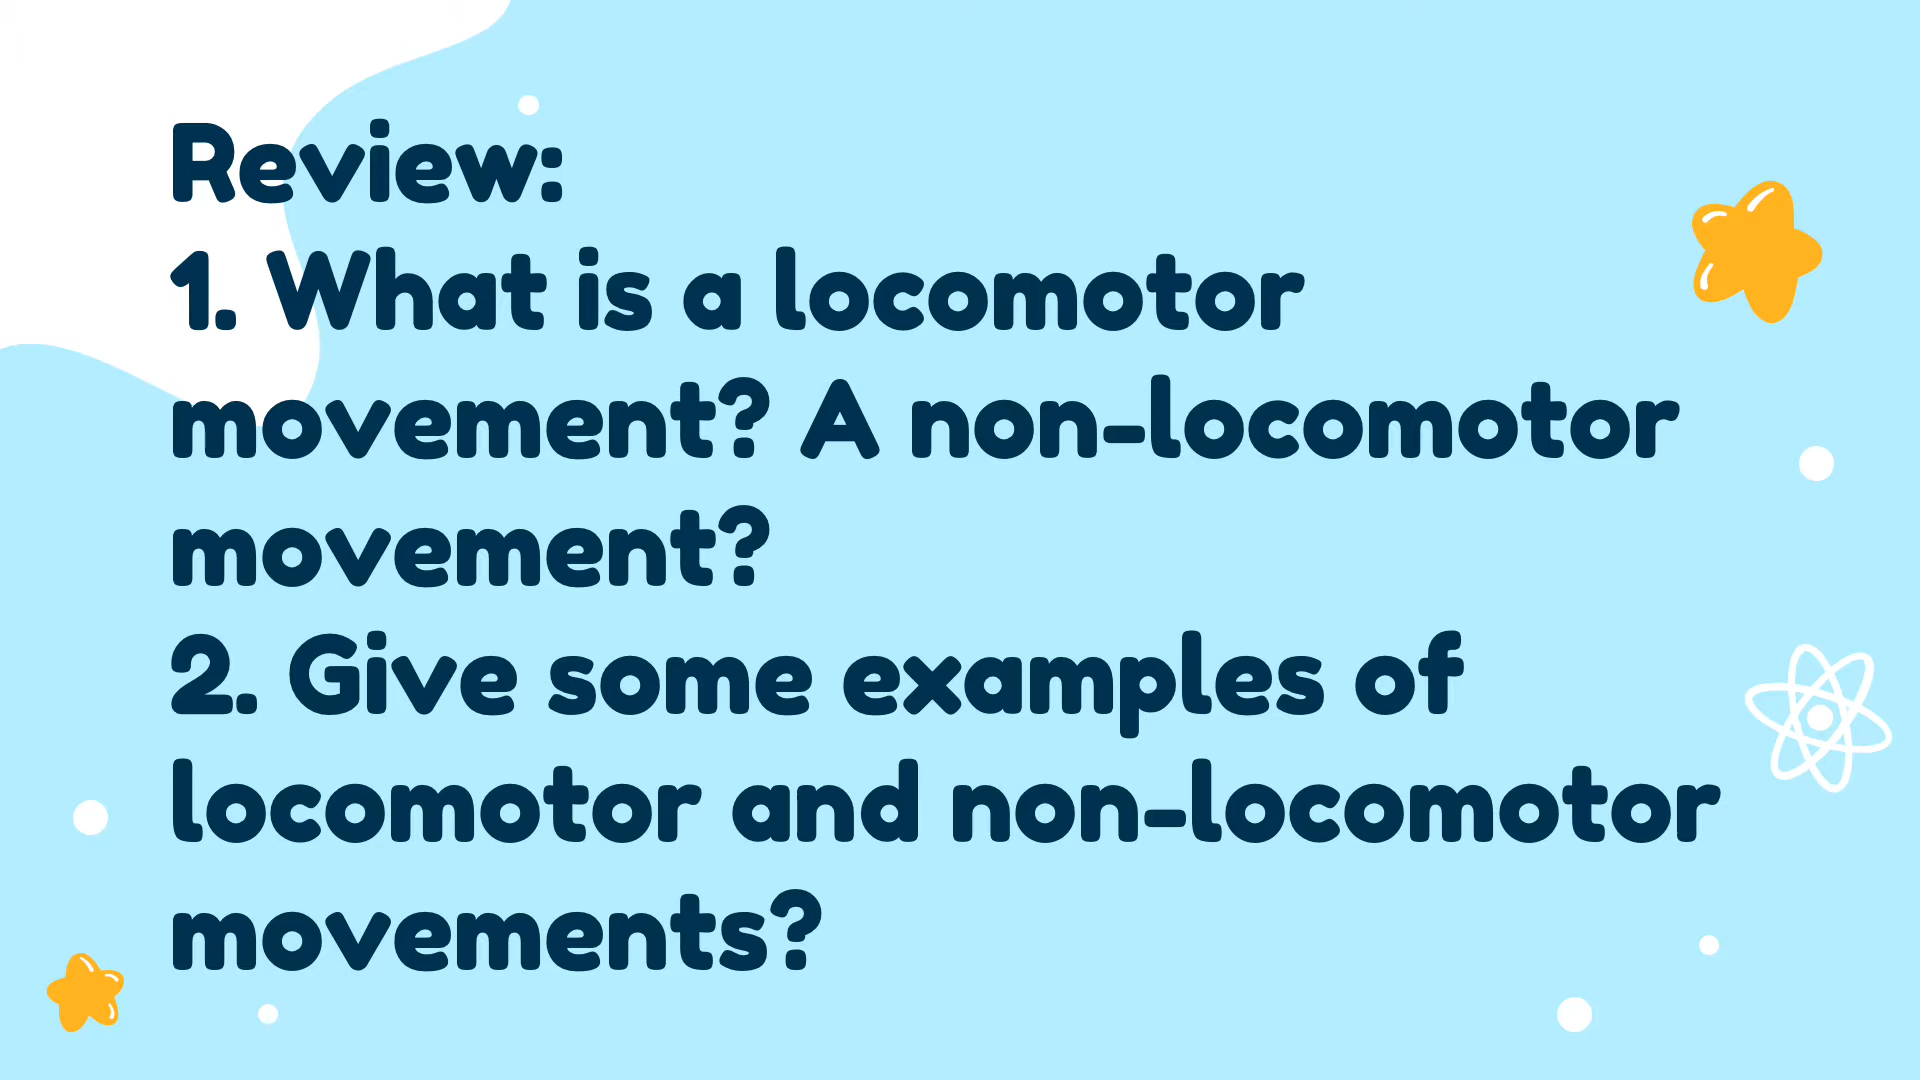 Review:
1. What is a locomotor
movement? A non-locomotor
movement?
2. Give some examples of
locomotor and non-locomotor
movements?